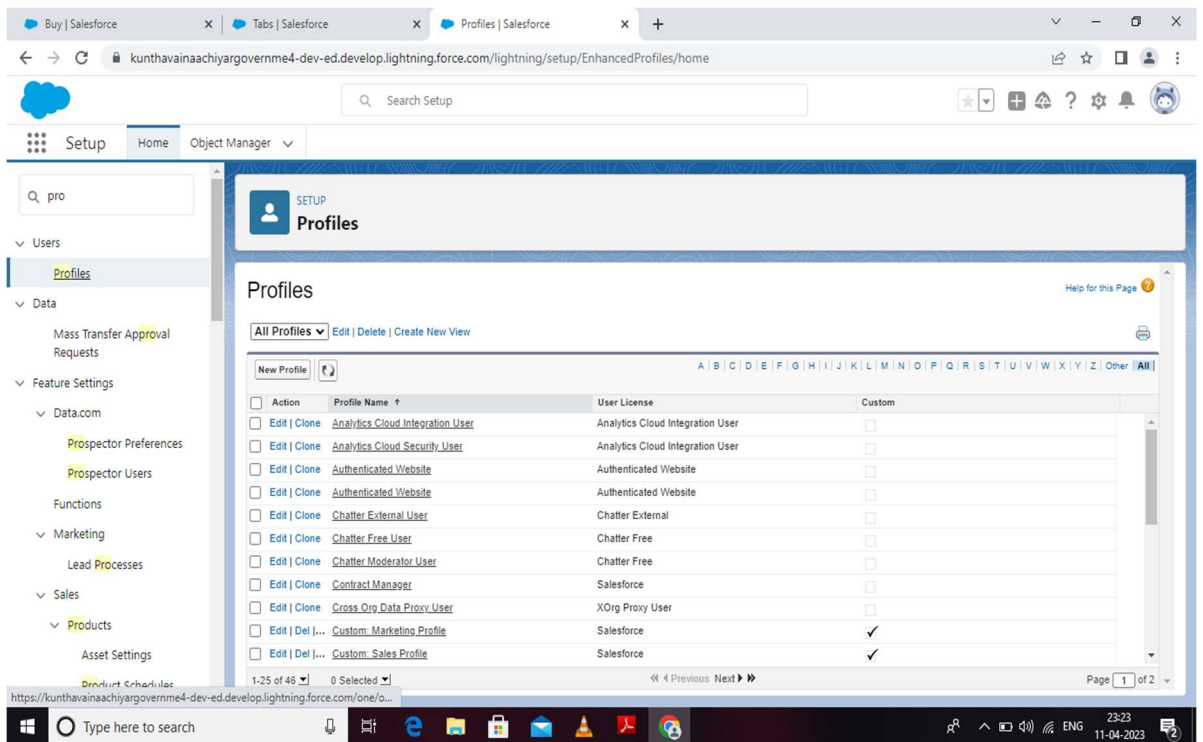 Buy | Salesforce
Tabs | Salesforce
Profiles | Salesforce
kunthavainaachiyargovernme4-dev-ed.develop.lightning.force.com/lightning/setup/EnhancedProfiles/home
Search Setup
Setup Home Object Manager
pro
Users
Profiles
Data
Mass Transfer Approval
Requests
Feature Settings
Data.com
Prospector Preferences
Prospector Users
Functions
Marketing
Lead Processes
Sales
Products
Asset Settings
Product Schedules
SETUP
Profiles
Profiles
Help for this Page
All Profiles Edit | Delete | Create New View
New Profile
A | B | C | D | E | F | G | H | I | J | K | L | M | N | O | P | Q | R | S | T | U | V | W | X | Y | Z | Other All
Action Profile Name ↑ User License Custom
Edit | Clone Analytics Cloud Integration User Analytics Cloud Integration User
Edit | Clone Analytics Cloud Security User Analytics Cloud Integration User
Edit | Clone Authenticated Website Authenticated Website
Edit | Clone Authenticated Website Authenticated Website
Edit | Clone Chatter External User Chatter External
Edit | Clone Chatter Free User Chatter Free
Edit | Clone Chatter Moderator User Chatter Free
Edit | Clone Contract Manager Salesforce
Edit | Clone Cross Org Data Proxy User XOrg Proxy User
Edit | Del |... Custom: Marketing Profile Salesforce ✓
Edit | Del |... Custom: Sales Profile Salesforce ✓
1-25 of 46 0 Selected Previous Next Page 1 of 2
https://kunthavainaachiyargovernme4-dev-ed.develop.lightning.force.com/one/o...
Type here to search
ENG
23:23
11-04-2023
2